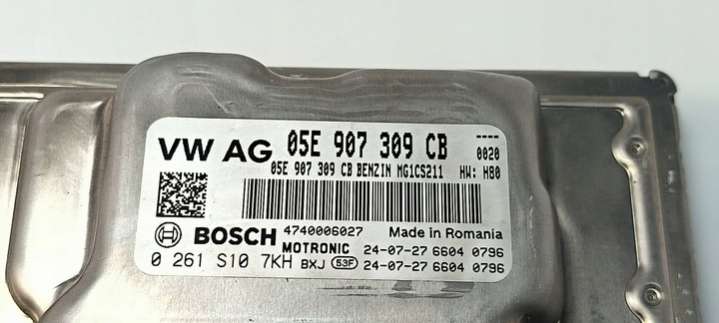 VW AG 05E 907 309 CB ----
05E 907 309 CB BENZIN MG1CS211 0020
HW: H80
BOSCH 4740006027 Made in Romania
MOTRONIC 24-07-27 6604 0796
0 261 S10 7KH BXJ 53F 24-07-27 6604 0796